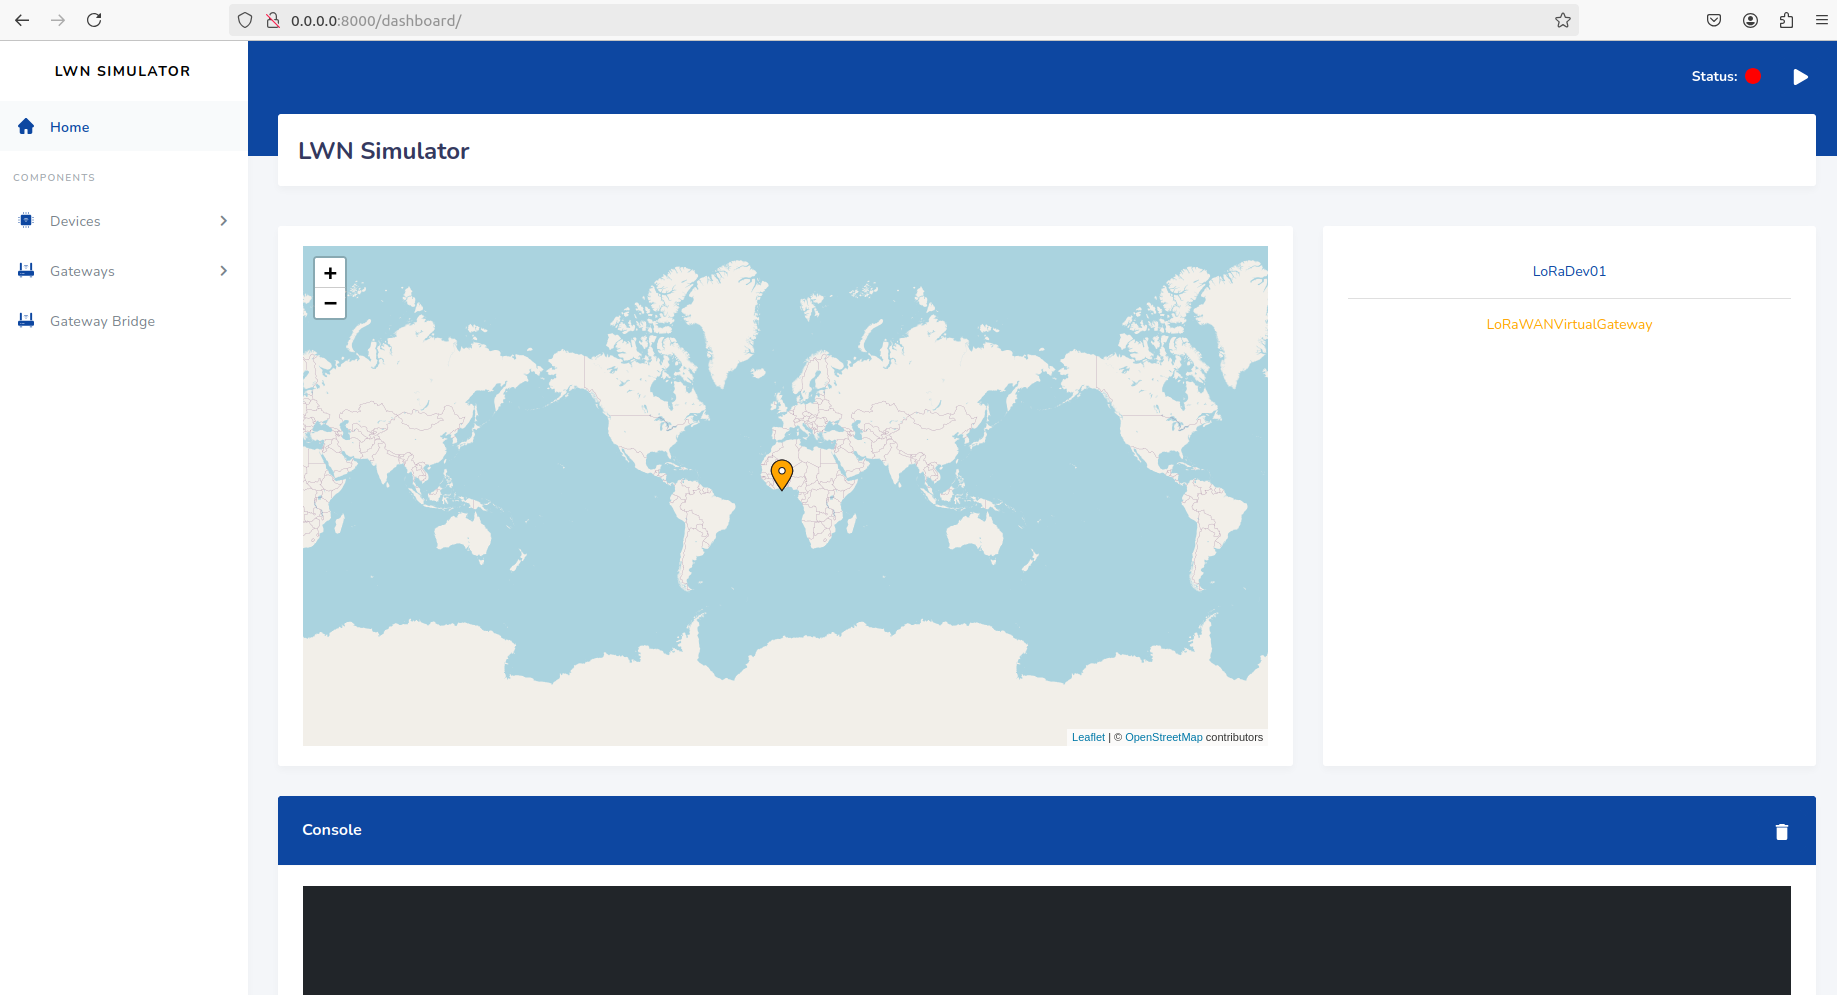 0.0.0.0:8000/dashboard/
LWN SIMULATOR
Home
COMPONENTS
Devices
Gateways
Gateway Bridge
Status:
LWN Simulator
+
−
Leaflet | © OpenStreetMap contributors
LoRaDev01
LoRaWANVirtualGateway
Console